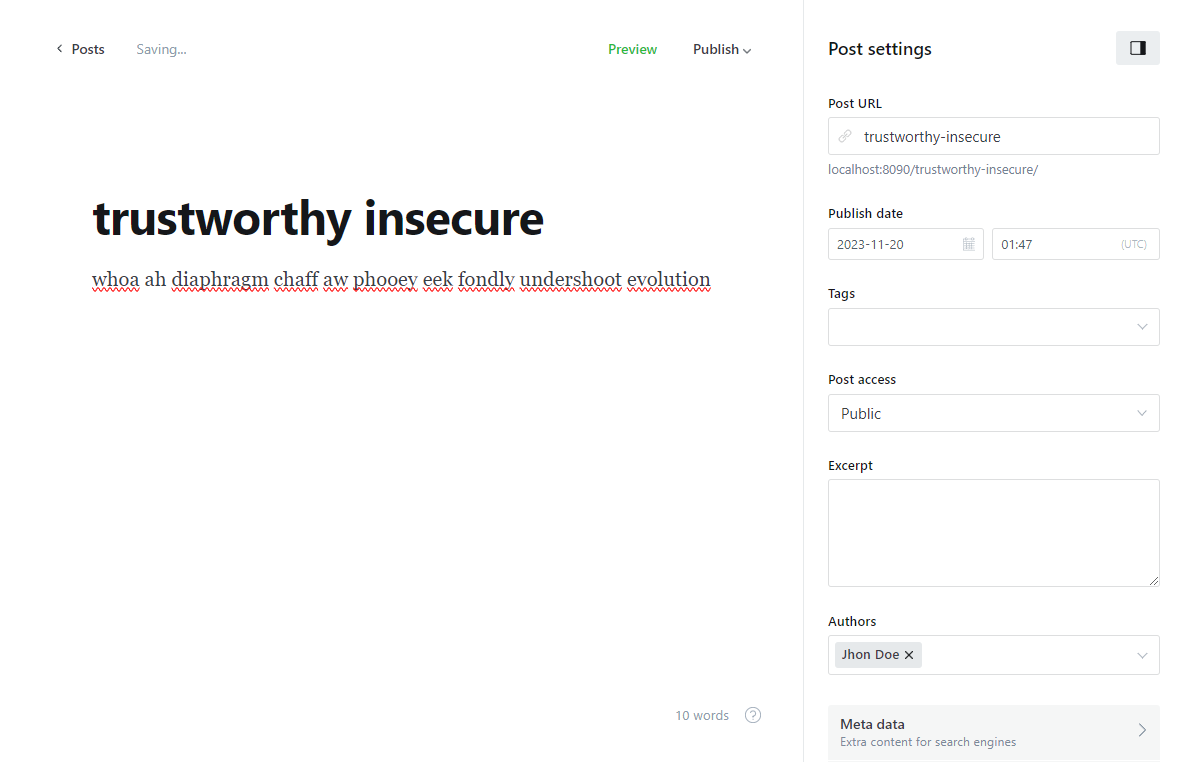 Posts Saving... Preview Publish
trustworthy insecure
whoa ah diaphragm chaff aw phooey eek fondly undershoot evolution
10 words ?
Post settings
Post URL
trustworthy-insecure
localhost:8090/trustworthy-insecure/
Publish date
2023-11-20 01:47 (UTC)
Tags
Post access
Public
Excerpt
Authors
Jhon Doe ×
Meta data
Extra content for search engines